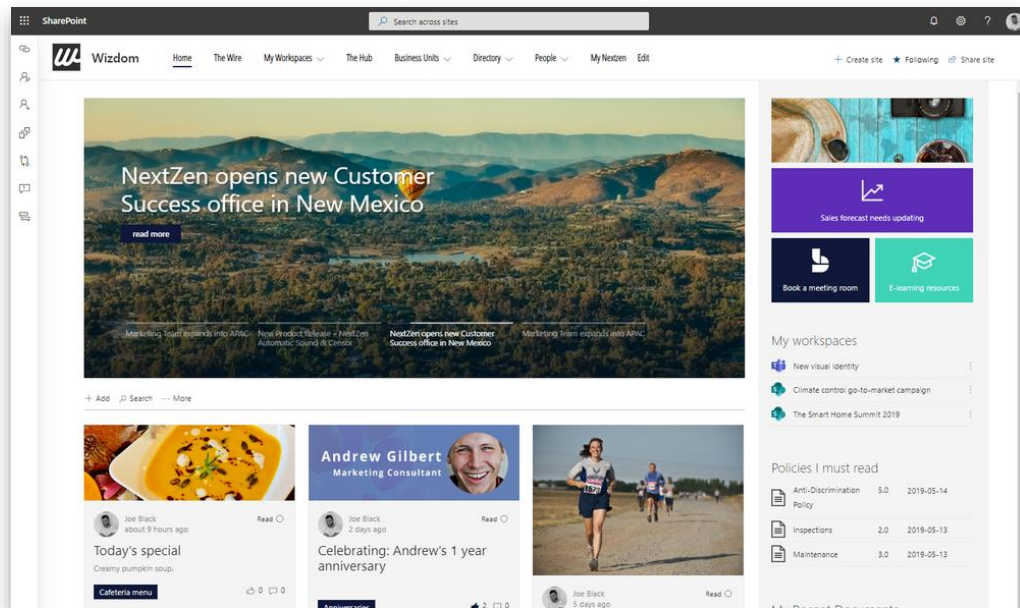 SharePoint
Search across sites
Wizdom
Home The Wire My Workspaces The Hub Business Units Directory People My Nextzen Edit
+ Create site ★ Following Share site
NextZen opens new Customer
Success office in New Mexico
read more
Marketing Team expands into APAC
New Product Release – NextZen
Automatic Sound & Censor
NextZen opens new Customer
Success office in New Mexico
Marketing Team expands into APAC
Sales forecast needs updating
Book a meeting room
E-learning resources
My workspaces
New visual identity
Climate control go-to-market campaign
The Smart Home Summit 2019
Policies I must read
Anti-Discrimination 5.0 2019-05-14
Policy
Inspections 2.0 2019-05-13
Maintenance 3.0 2019-05-13
+ Add Search ··· More
Joe Black
about 9 hours ago
Read
Today's special
Creamy pumpkin soup.
Cafeteria menu
0 0
Andrew Gilbert
Marketing Consultant
Joe Black
2 days ago
Read
Celebrating: Andrew's 1 year
anniversary
Anniversaries
2 0
1620
Joe Black
5 days ago
Read
My Recent Documents